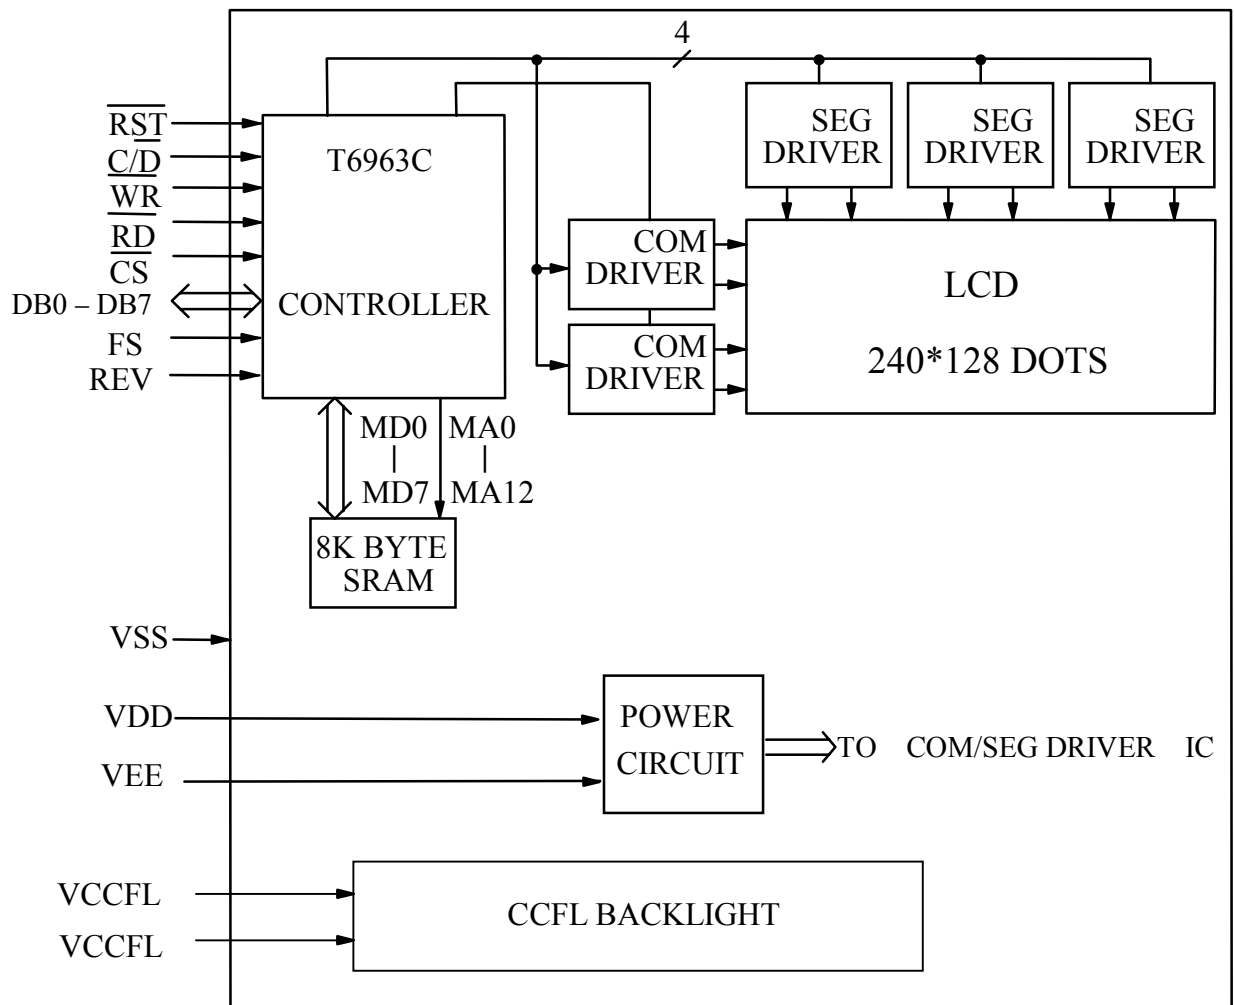 4
RST
C/D
WR
RD
CS
DB0 – DB7
FS
REV
T6963C
CONTROLLER
SEG
DRIVER
SEG
DRIVER
SEG
DRIVER
COM
DRIVER
COM
DRIVER
LCD
240*128 DOTS
MD0
|
MD7
MA0
|
MA12
8K BYTE
SRAM
VSS
VDD
VEE
POWER
CIRCUIT
TO COM/SEG DRIVER IC
VCCFL
VCCFL
CCFL BACKLIGHT